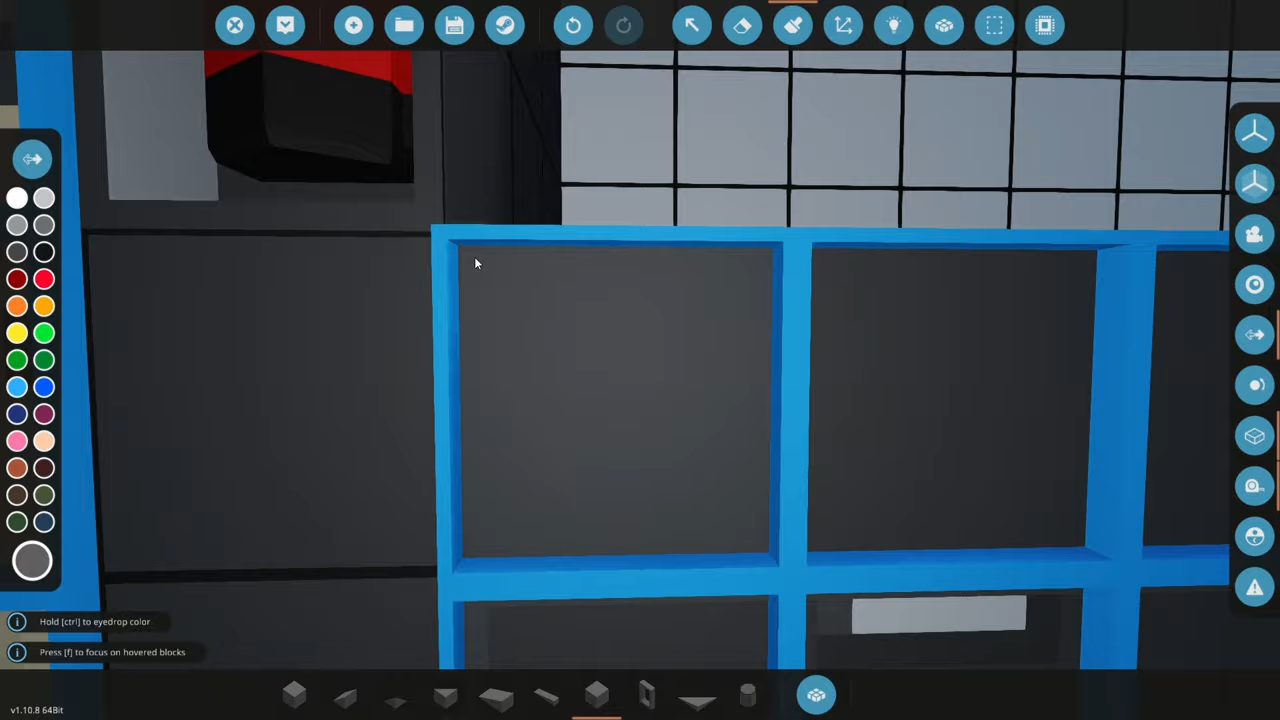 Hold [ctrl] to eyedrop color
Press [f] to focus on hovered blocks
v1.10.8 64Bit